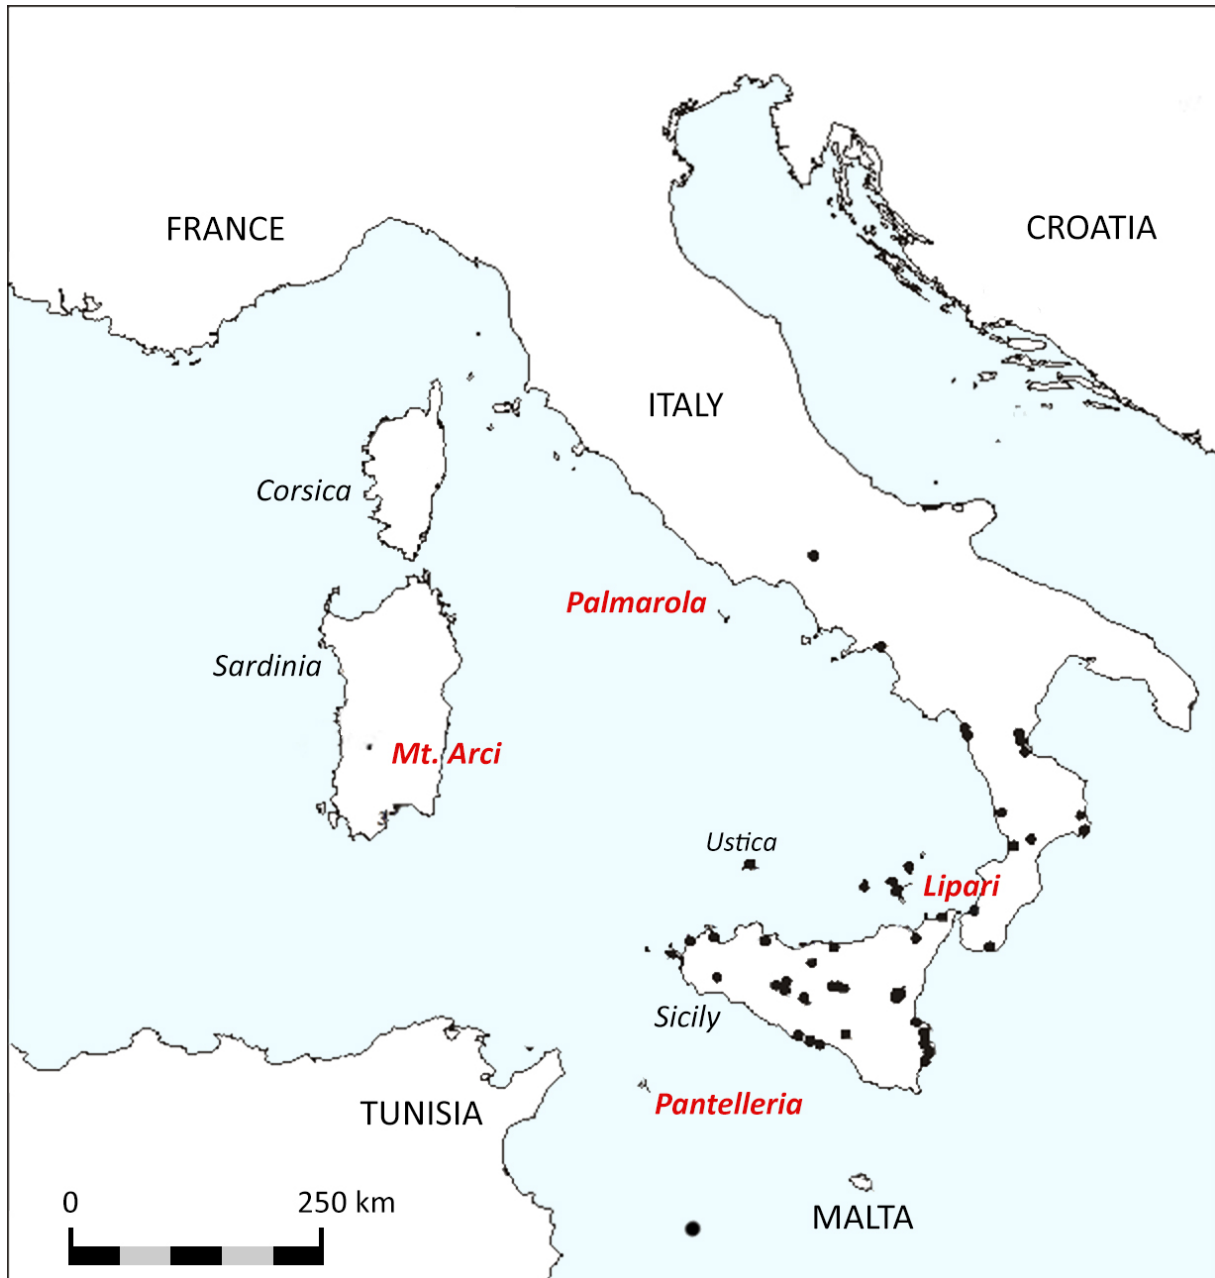 FRANCE
CROATIA
ITALY
Corsica
Palmarola
Sardinia
Mt. Arci
Ustica
Lipari
Sicily
Pantelleria
TUNISIA
0 250 km
MALTA